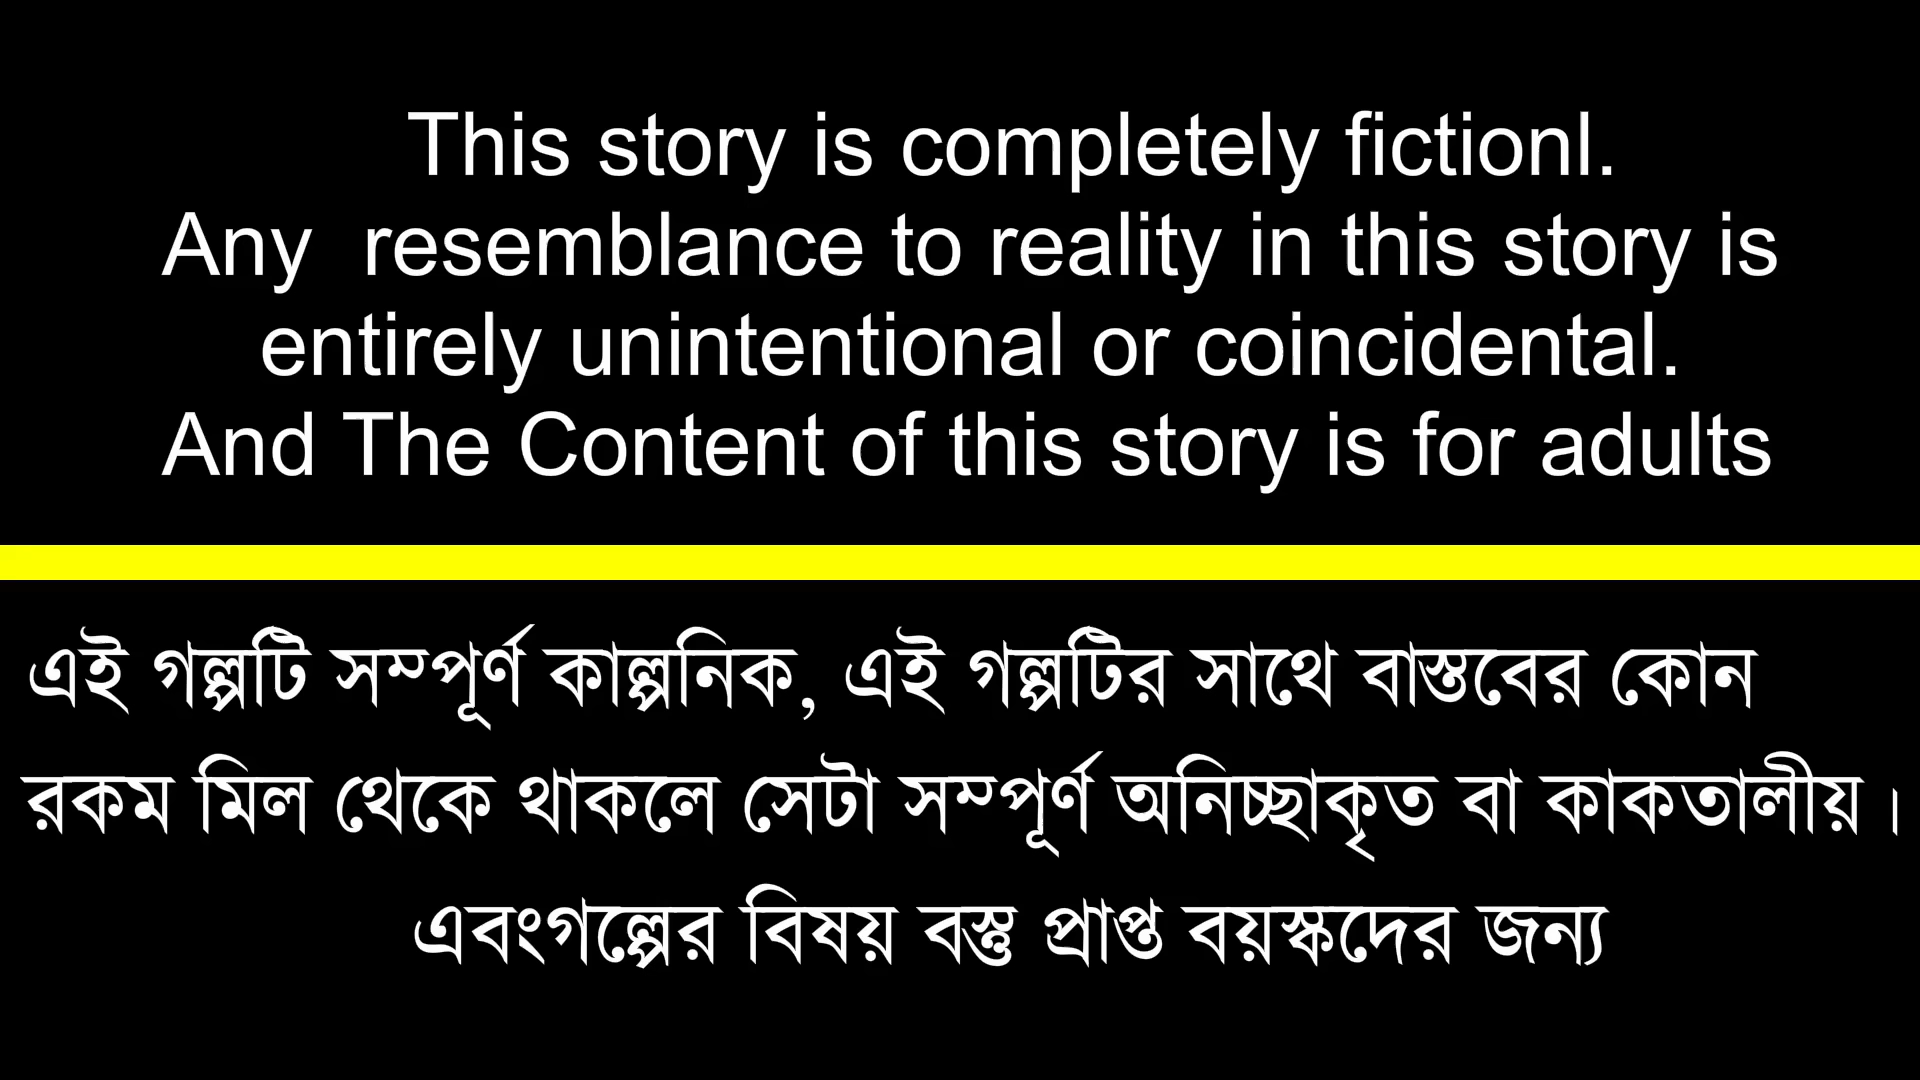 This story is completely fictionl.
Any  resemblance to reality in this story is
entirely unintentional or coincidental.
And The Content of this story is for adults
এই গল্পটি সম্পূর্ণ কাল্পনিক, এই গল্পটির সাথে বাস্তবের কোন
রকম মিল থেকে থাকলে সেটা সম্পূর্ণ অনিচ্ছাকৃত বা কাকতালীয়।
এবংগল্পের বিষয় বস্তু প্রাপ্ত বয়স্কদের জন্য